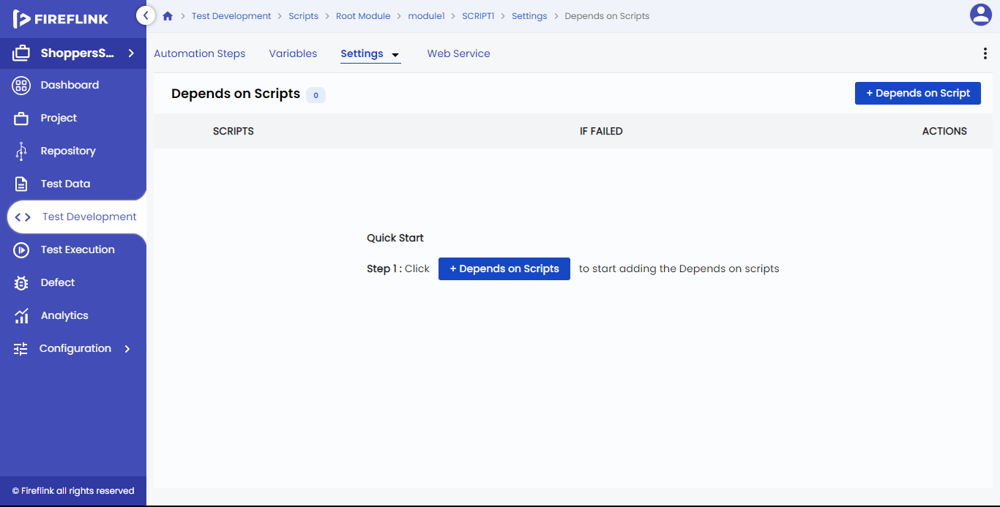 FIREFLINK
Test Development > Scripts > Root Module > module1 > SCRIPT1 > Settings > Depends on Scripts
ShoppersS...
Dashboard
Project
Repository
Test Data
Test Development
Test Execution
Defect
Analytics
Configuration
© Fireflink all rights reserved
Automation Steps Variables Settings Web Service
Depends on Scripts 0
+ Depends on Script
SCRIPTS IF FAILED ACTIONS
Quick Start
Step 1 : Click + Depends on Scripts to start adding the Depends on scripts